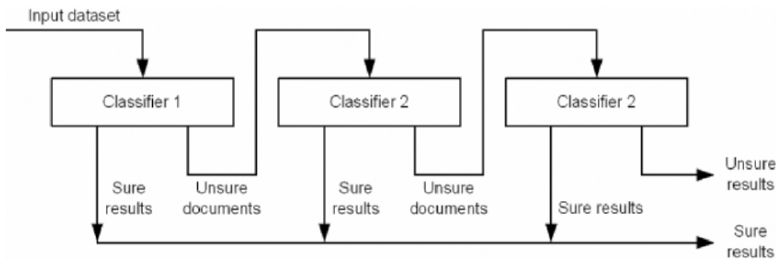 Input dataset
Classifier 1
Classifier 2
Classifier 2
Sure
results
Unsure
documents
Sure
results
Unsure
documents
Sure results
Unsure
results
Sure
results